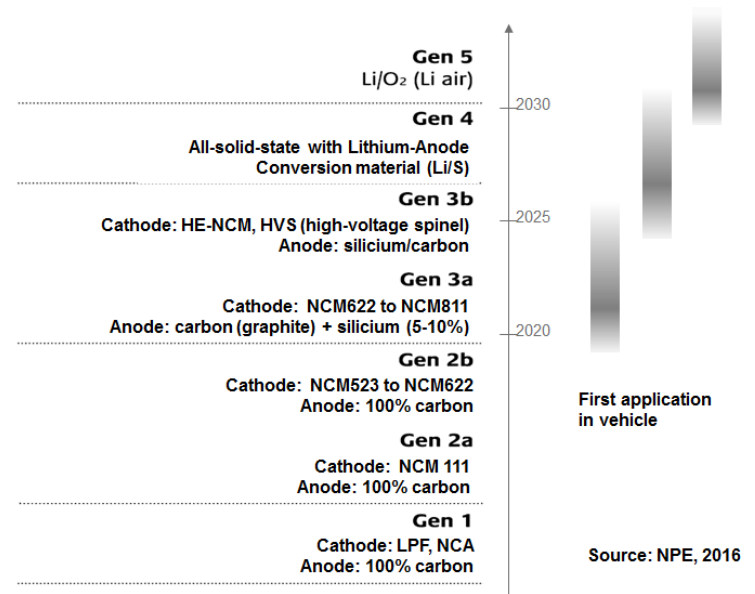 Gen 5
Li/O₂ (Li air)
2030
Gen 4
All-solid-state with Lithium-Anode
Conversion material (Li/S)
Gen 3b
2025
Cathode: HE-NCM, HVS (high-voltage spinel)
Anode: silicium/carbon
Gen 3a
Cathode: NCM622 to NCM811
Anode: carbon (graphite) + silicium (5-10%)
2020
Gen 2b
Cathode: NCM523 to NCM622
Anode: 100% carbon
First application
in vehicle
Gen 2a
Cathode: NCM 111
Anode: 100% carbon
Gen 1
Cathode: LPF, NCA
Anode: 100% carbon
Source: NPE, 2016